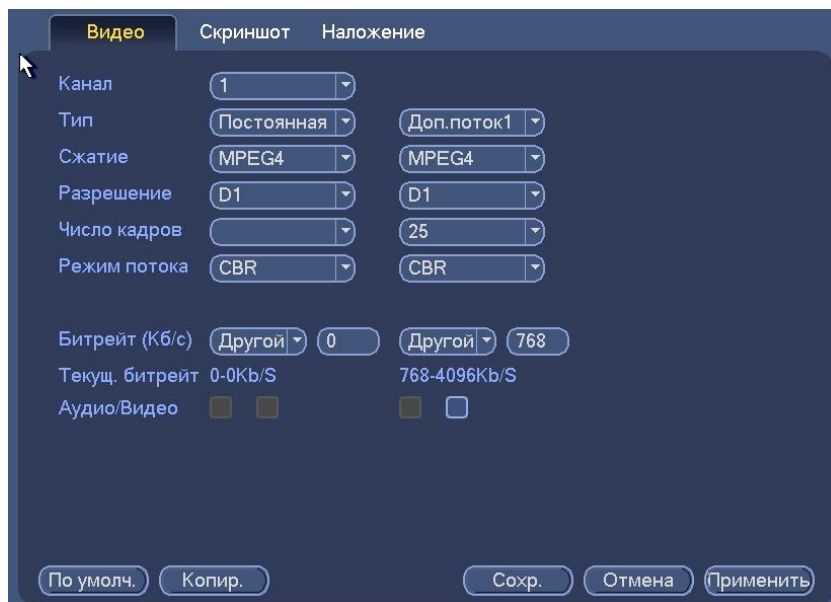 Видео Скриншот Наложение
Канал 1
Тип Постоянная Доп.поток1
Сжатие MPEG4 MPEG4
Разрешение D1 D1
Число кадров 25
Режим потока CBR CBR
Битрейт (Кб/с) Другой 0 Другой 768
Текущ. битрейт 0-0Kb/S 768-4096Kb/S
Аудио/Видео
По умолч. Копир. Сохр. Отмена Применить